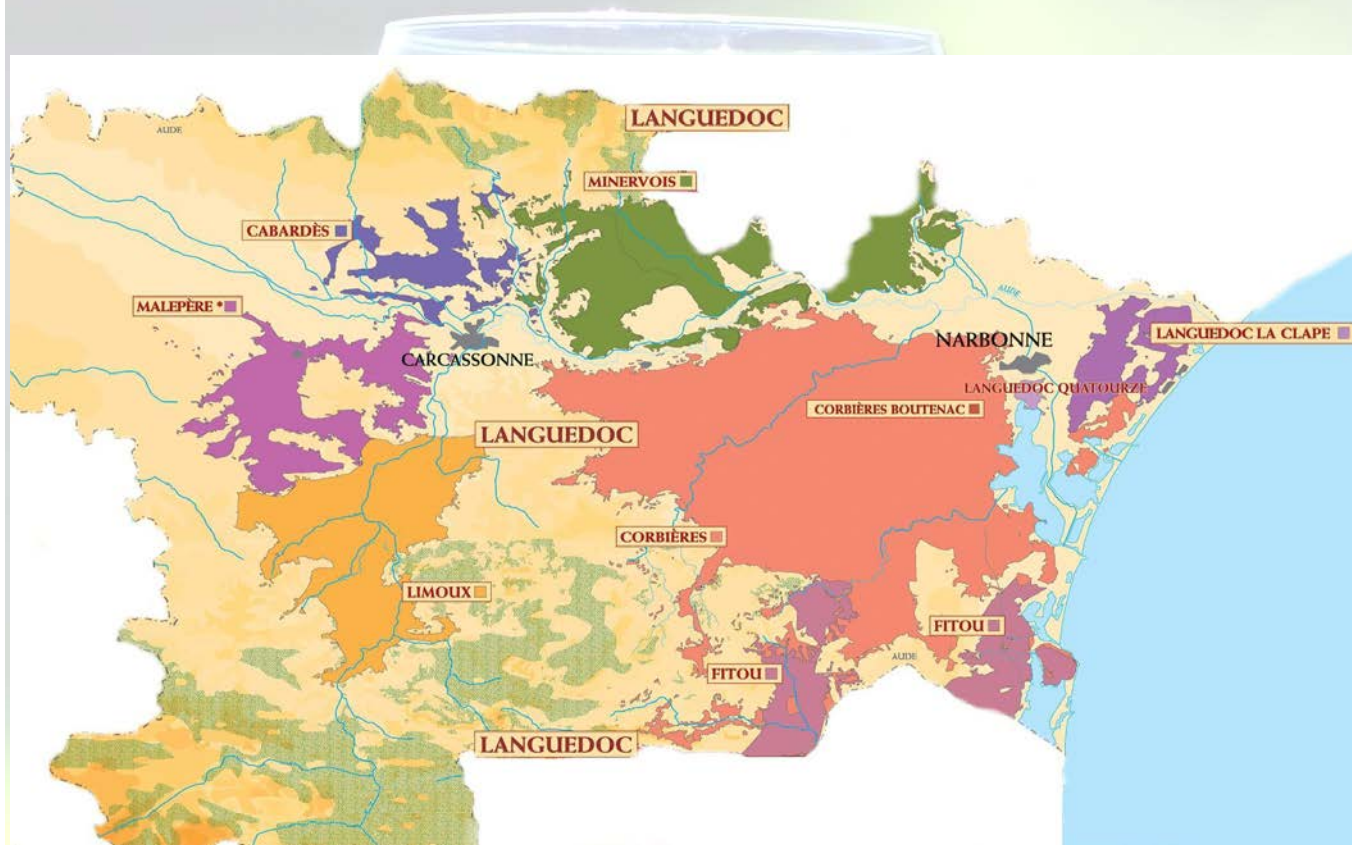 LANGUEDOC
AUDE
MINERVOIS
CABARDÈS
AUDE
MALEPÈRE *
LANGUEDOC LA CLAPE
NARBONNE
CARCASSONNE
LANGUEDOC QUATOURZE
CORBIÈRES BOUTENAC
LANGUEDOC
CORBIÈRES
LIMOUX
FITOU
AUDE
FITOU
LANGUEDOC